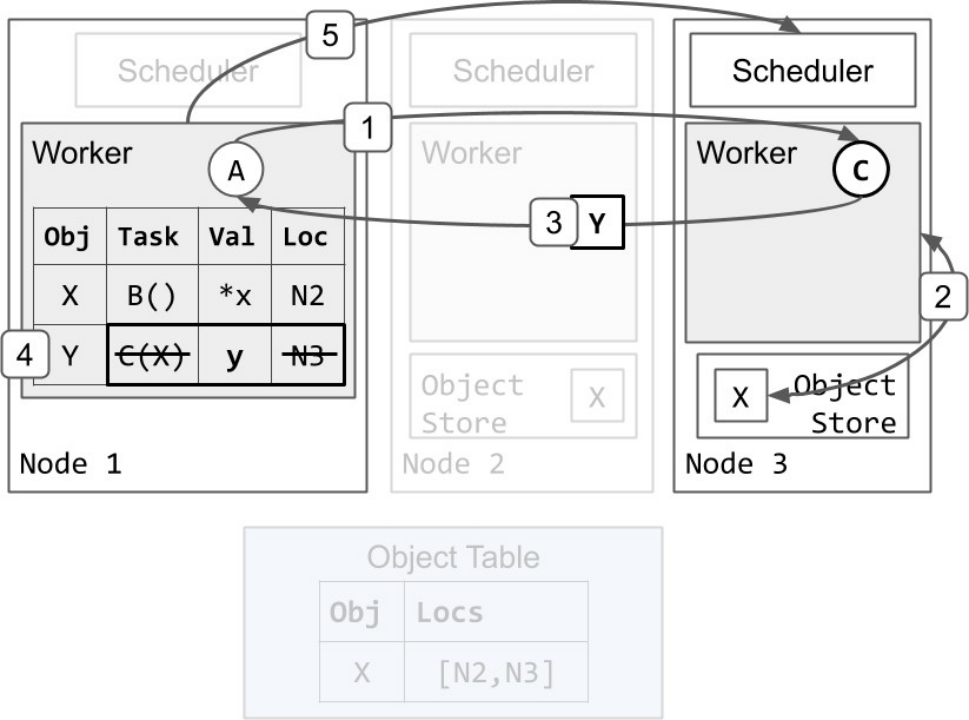 5
Scheduler
Scheduler
Scheduler
1
Worker
A
Worker
Worker
C
3
Y
Obj Task Val Loc
X B() *x N2
4
Y C(X) y N3
2
Object
Store
X
X
Object
Store
Node 1
Node 2
Node 3
Object Table
Obj Locs
X [N2,N3]